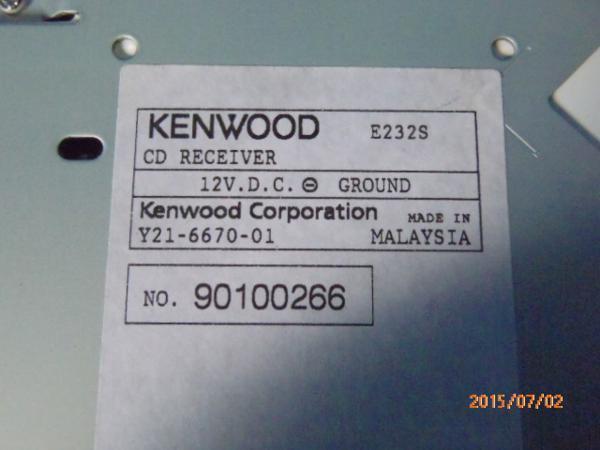 KENWOOD E232S
CD RECEIVER
12V.D.C. ⊖ GROUND
Kenwood Corporation MADE IN
Y21-6670-01 MALAYSIA
NO. 90100266
2015/07/02